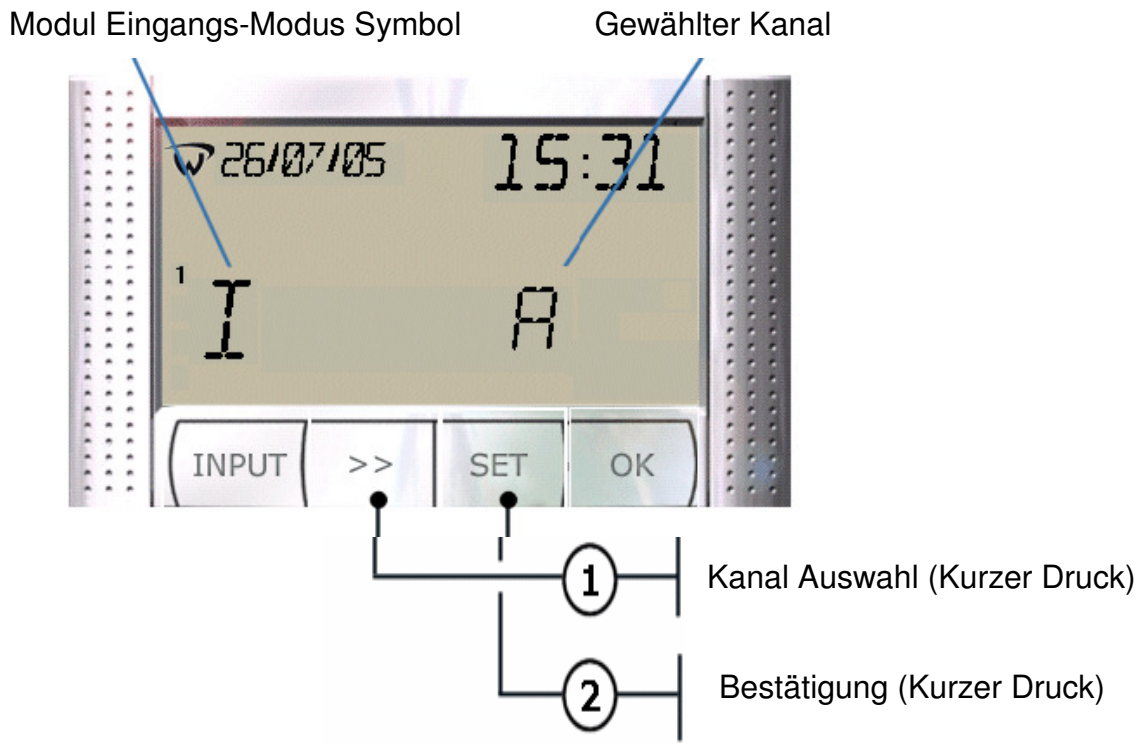 Modul Eingangs-Modus Symbol Gewählter Kanal
26/07/05 15:31
1
I A
INPUT >> SET OK
1 Kanal Auswahl (Kurzer Druck)
2 Bestätigung (Kurzer Druck)